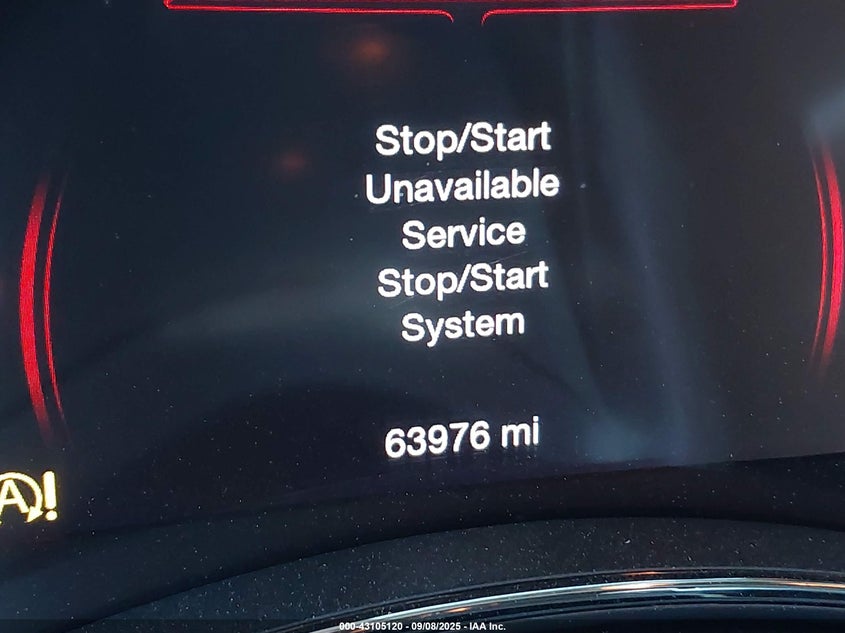 Stop/Start
Unavailable
Service
Stop/Start
System
63976 mi
A!
000-43105120 - 09/08/2025 - IAA Inc.